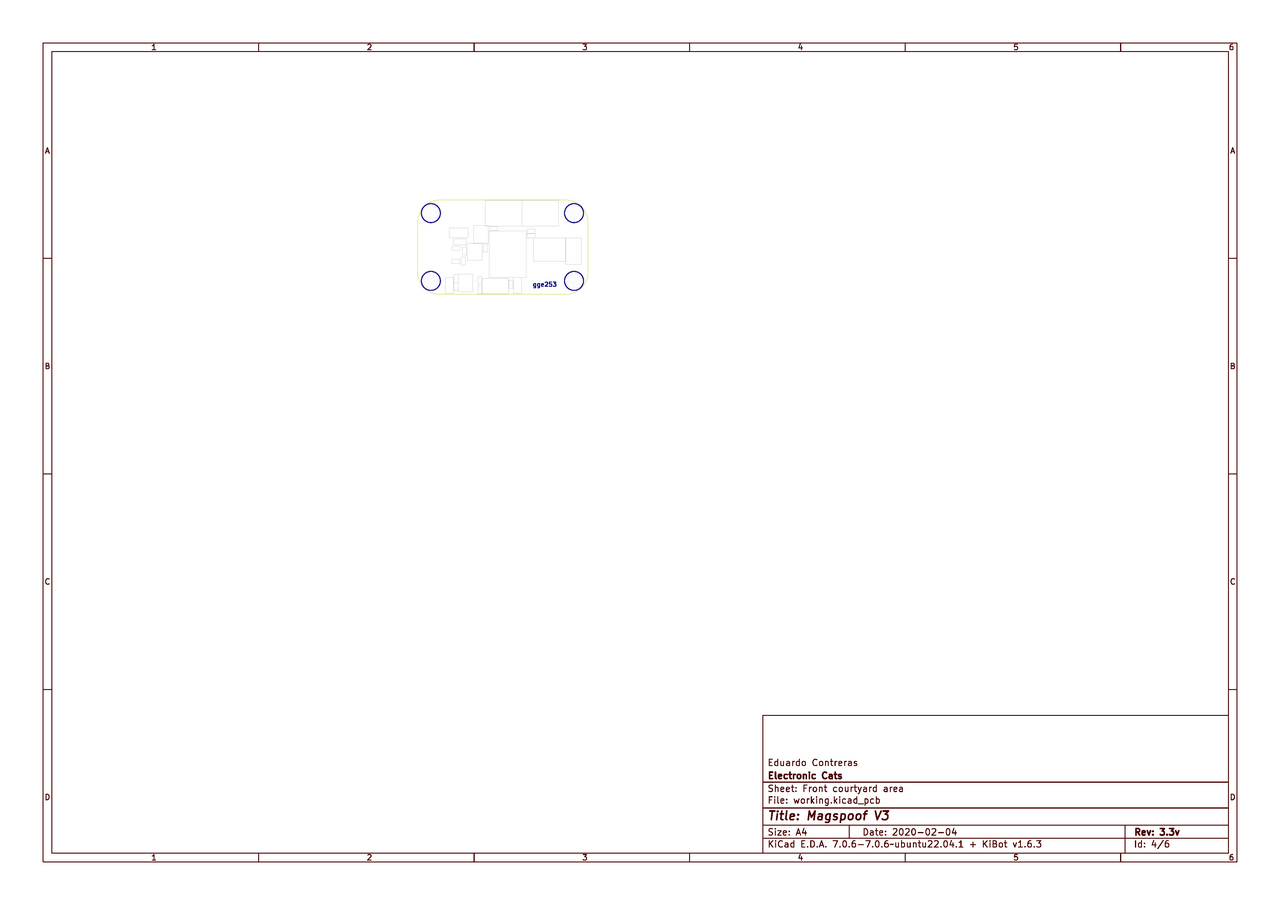 1 2 3 4 5 6
A A
gge253
B B
C C
Eduardo Contreras
Electronic Cats
Sheet: Front courtyard area
D D
File: working.kicad_pcb
Title: Magspoof V3
Size: A4 Date: 2020-02-04 Rev: 3.3v
KiCad E.D.A. 7.0.6-7.0.6~ubuntu22.04.1 + KiBot v1.6.3 Id: 4/6
1 2 3 4 5 6